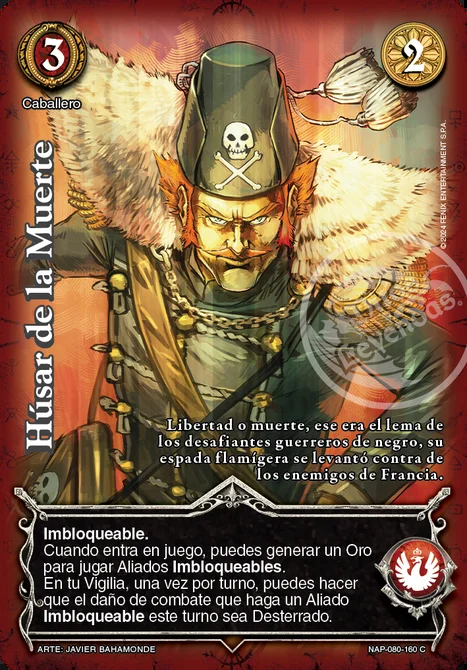 3
2
Caballero
Húsar de la Muerte
©2024 FENIX ENTERTAINMENT S.P.A.
Leyendas.
Libertad o muerte, ese era el lema de
los desafiantes guerreros de negro, su
espada flamígera se levantó contra de
los enemigos de Francia.
Imbloqueable.
Cuando entra en juego, puedes generar un Oro
para jugar Aliados Imbloqueables.
En tu Vigilia, una vez por turno, puedes hacer
que el daño de combate que haga un Aliado
Imbloqueable este turno sea Desterrado.
ARTE: JAVIER BAHAMONDE
NAP-080-160 C